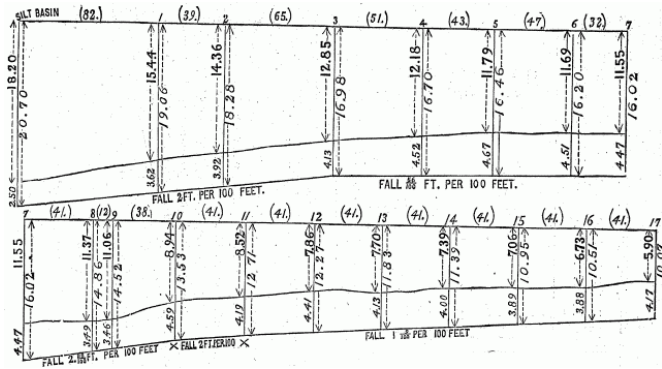 SILT BASIN (82.) 1 (39.) 2 (65.) 3 (51.) 4 (43.) 5 (47.) 6 (32) 7
18.20 20.70 15.44 19.06 14.36 18.28 12.85 16.98 12.18 16.70 11.79 16.46 11.69 16.20 11.55 16.02
2.50 3.62 3.92 4.13 4.52 4.67 4.51 4.47
FALL 2 FT. PER 100 FEET. FALL FT. PER 100 FEET.
7 (41.) 8 (12) 9 (38.) 10 (41.) 11 (41.) 12 (41.) 13 (41.) 14 (41.) 15 (41.) 16 (41.) 17
11.55 16.02 11.37 14.86 11.06 14.52 8.94 13.53 8.52 12.71 7.86 12.27 7.70 11.83 7.39 11.39 7.06 10.95 6.73 10.51 5.90
4.47 3.49 3.46 4.59 4.19 4.41 4.13 4.00 3.89 3.88 4.17
FALL 2. FT. PER 100 FEET X FALL 2 FT. PER 100 X FALL 1 PER 100 FEET